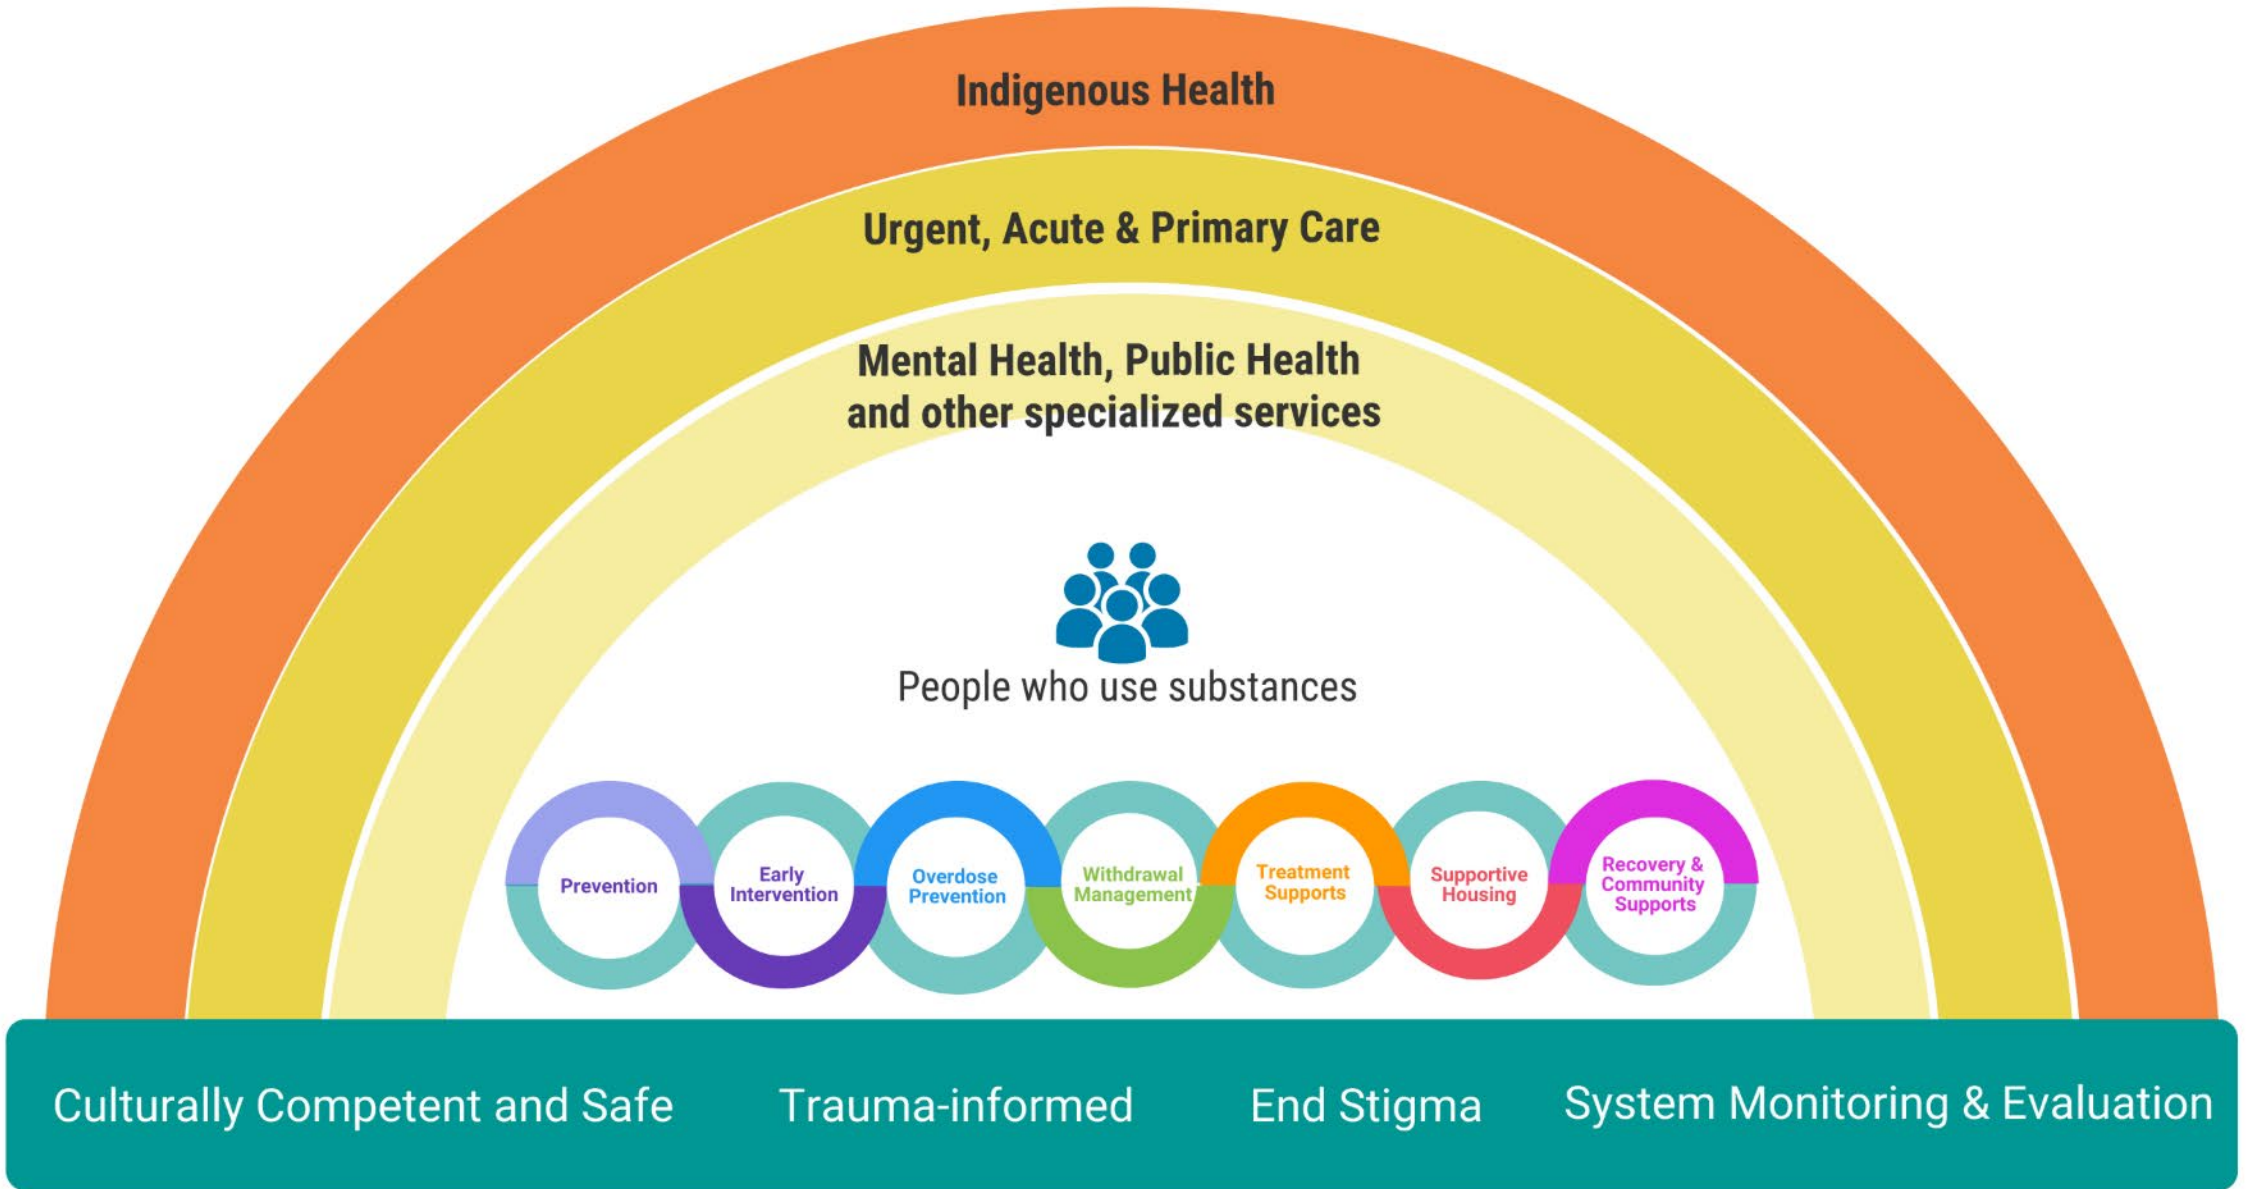 Indigenous Health
Urgent, Acute & Primary Care
Mental Health, Public Health
and other specialized services
People who use substances
Prevention
Early
Intervention
Overdose
Prevention
Withdrawal
Management
Treatment
Supports
Supportive
Housing
Recovery &
Community
Supports
Culturally Competent and Safe
Trauma-informed
End Stigma
System Monitoring & Evaluation